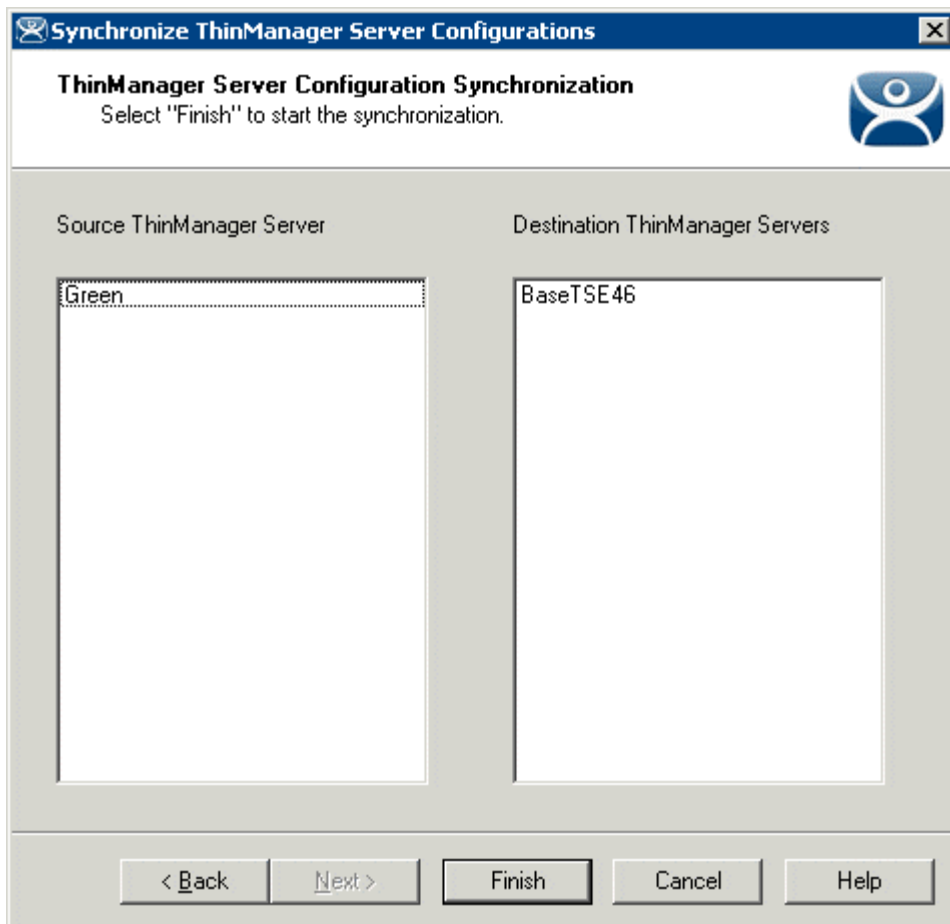 Synchronize ThinManager Server Configurations
ThinManager Server Configuration Synchronization
Select "Finish" to start the synchronization.
Source ThinManager Server
Destination ThinManager Servers
Green
BaseTSE46
< Back
Next >
Finish
Cancel
Help